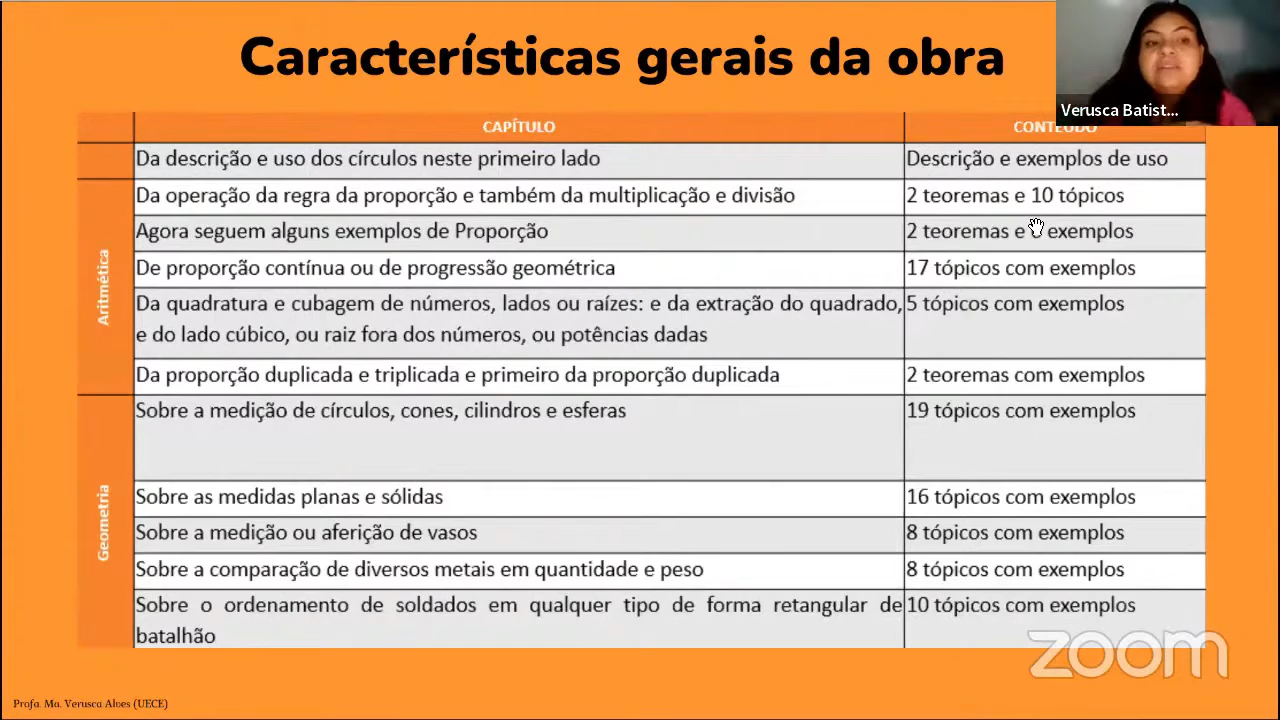 Características gerais da obra
Verusca Batist...
CAPÍTULO
CONTEÚDO
Da descrição e uso dos círculos neste primeiro lado
Descrição e exemplos de uso
Aritmética
Da operação da regra da proporção e também da multiplicação e divisão
2 teoremas e 10 tópicos
Agora seguem alguns exemplos de Proporção
2 teoremas e exemplos
De proporção contínua ou de progressão geométrica
17 tópicos com exemplos
Da quadratura e cubagem de números, lados ou raízes: e da extração do quadrado,
e do lado cúbico, ou raiz fora dos números, ou potências dadas
5 tópicos com exemplos
Da proporção duplicada e triplicada e primeiro da proporção duplicada
2 teoremas com exemplos
Geometria
Sobre a medição de círculos, cones, cilindros e esferas
19 tópicos com exemplos
Sobre as medidas planas e sólidas
16 tópicos com exemplos
Sobre a medição ou aferição de vasos
8 tópicos com exemplos
Sobre a comparação de diversos metais em quantidade e peso
8 tópicos com exemplos
Sobre o ordenamento de soldados em qualquer tipo de forma retangular de
batalhão
10 tópicos com exemplos
zoom
Profa. Ma. Verusca Alves (UECE)